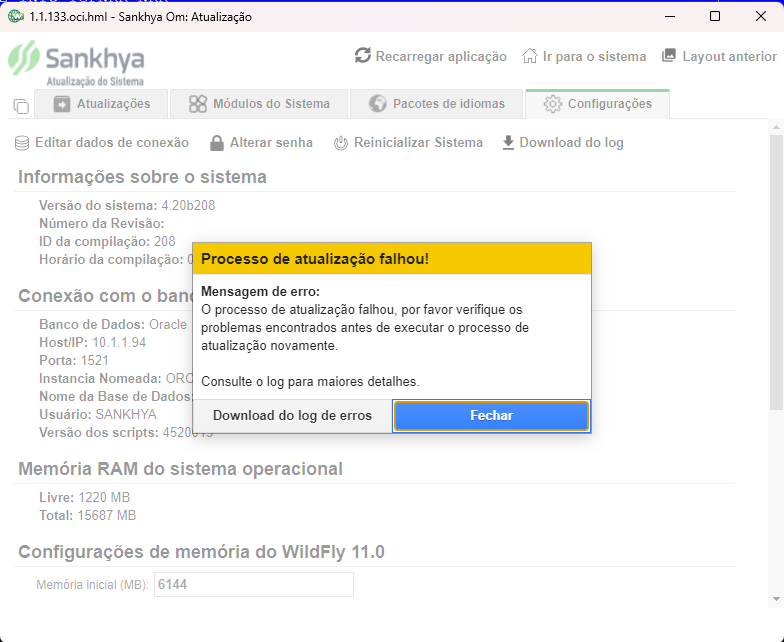 1.1.133.oci.hml - Sankhya Om: Atualização
Sankhya
Atualização do Sistema
Recarregar aplicação
Ir para o sistema
Layout anterior
Atualizações
Módulos do Sistema
Pacotes de idiomas
Configurações
Editar dados de conexão
Alterar senha
Reinicializar Sistema
Download do log
Informações sobre o sistema
Versão do sistema: 4.20b208
Número da Revisão:
ID da compilação: 208
Horário da compilação:
Conexão com o
Banco de Dados: Oracle
Host/IP: 10.1.1.94
Porta: 1521
Instancia Nomeada:
Nome da Base de Dados:
Usuário: SANKHYA
Versão dos scripts:
Processo de atualização falhou!
Mensagem de erro:
O processo de atualização falhou, por favor verifique os
problemas encontrados antes de executar o processo de
atualização novamente.
Consulte o log para maiores detalhes.
Download do log de erros
Fechar
Memória RAM do sistema operacional
Livre: 1220 MB
Total: 15687 MB
Configurações de memória do WildFly 11.0
Memória inicial (MB): 6144